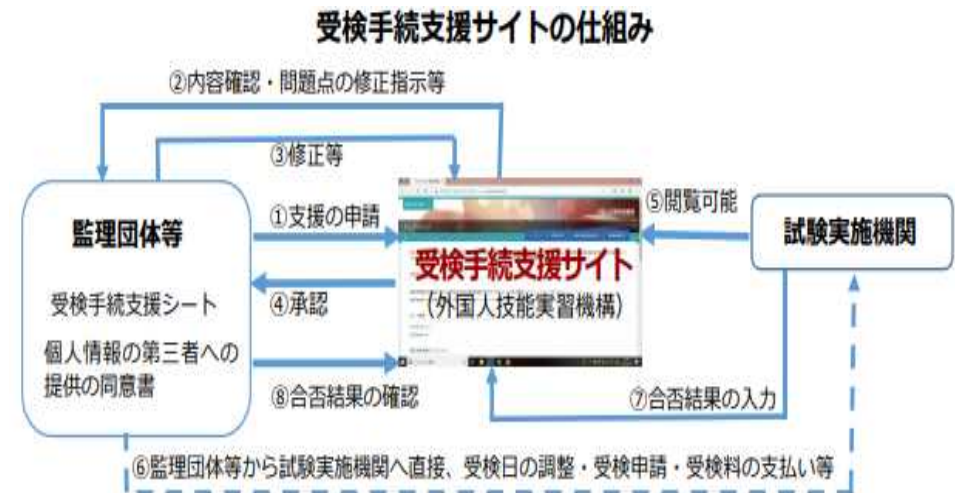 受検手続支援サイトの仕組み
②内容確認・問題点の修正指示等
③修正等
監理団体等
受検手続支援シート
個人情報の第三者への
提供の同意書
①支援の申請
④承認
⑧合否結果の確認
受検手続支援サイト
（外国人技能実習機構）
⑤閲覧可能
試験実施機関
⑦合否結果の入力
⑥監理団体等から試験実施機関へ直接、受検日の調整・受検申請・受検料の支払い等